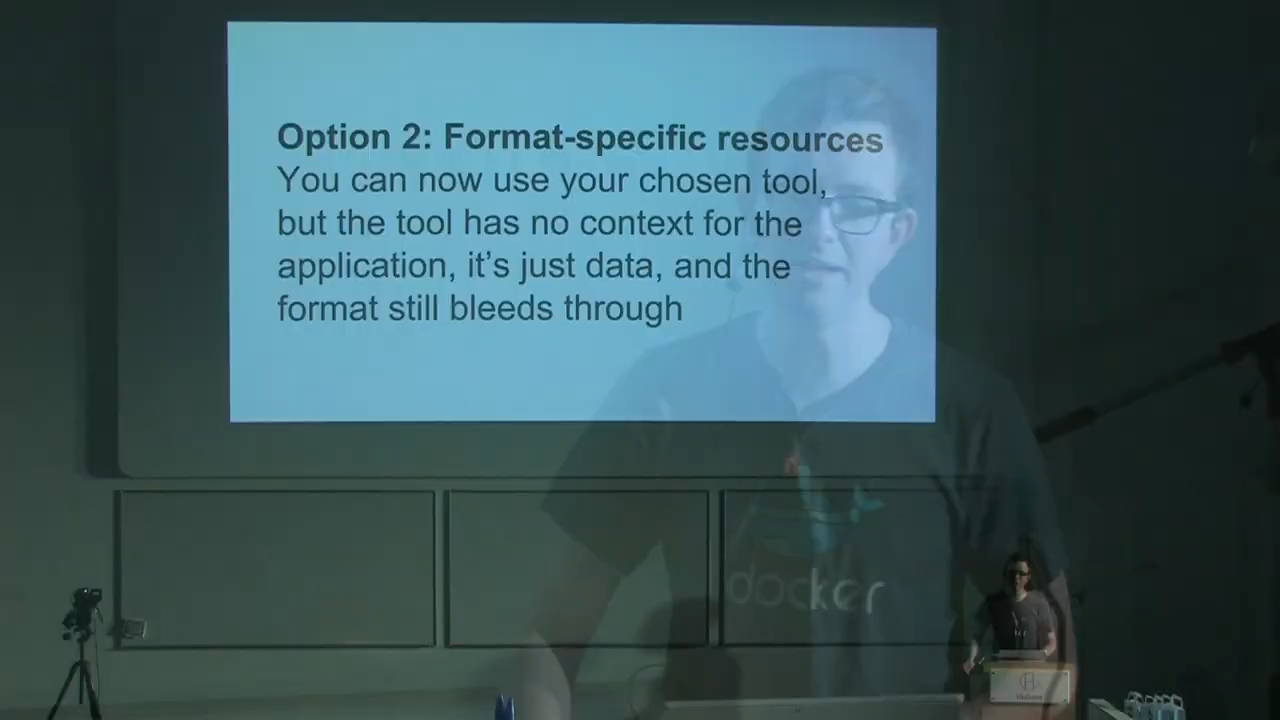 Option 2: Format-specific resources
You can now use your chosen tool,
but the tool has no context for the
application, it's just data, and the
format still bleeds through
docker